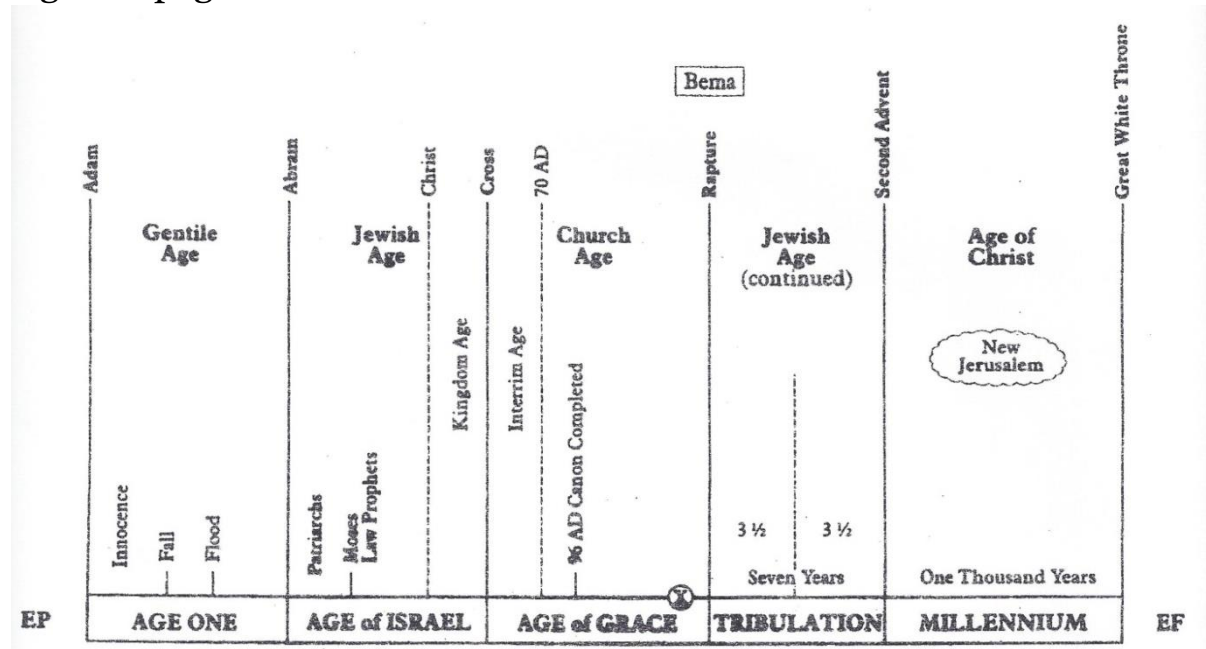 Bema
Adam
Abram
Christ
Cross
70 AD
Rapture
Second Advent
Great White Throne
Gentile
Age
Jewish
Age
Church
Age
Jewish
Age
(continued)
Age of
Christ
Kingdom Age
Interrim Age
New
Jerusalem
Innocence
Fall
Flood
Patriarchs
Moses
Law Prophets
96 AD Canon Completed
3 ½
3 ½
Seven Years
One Thousand Years
X
EP
AGE ONE
AGE of ISRAEL
AGE of GRACE
TRIBULATION
MILLENNIUM
EF